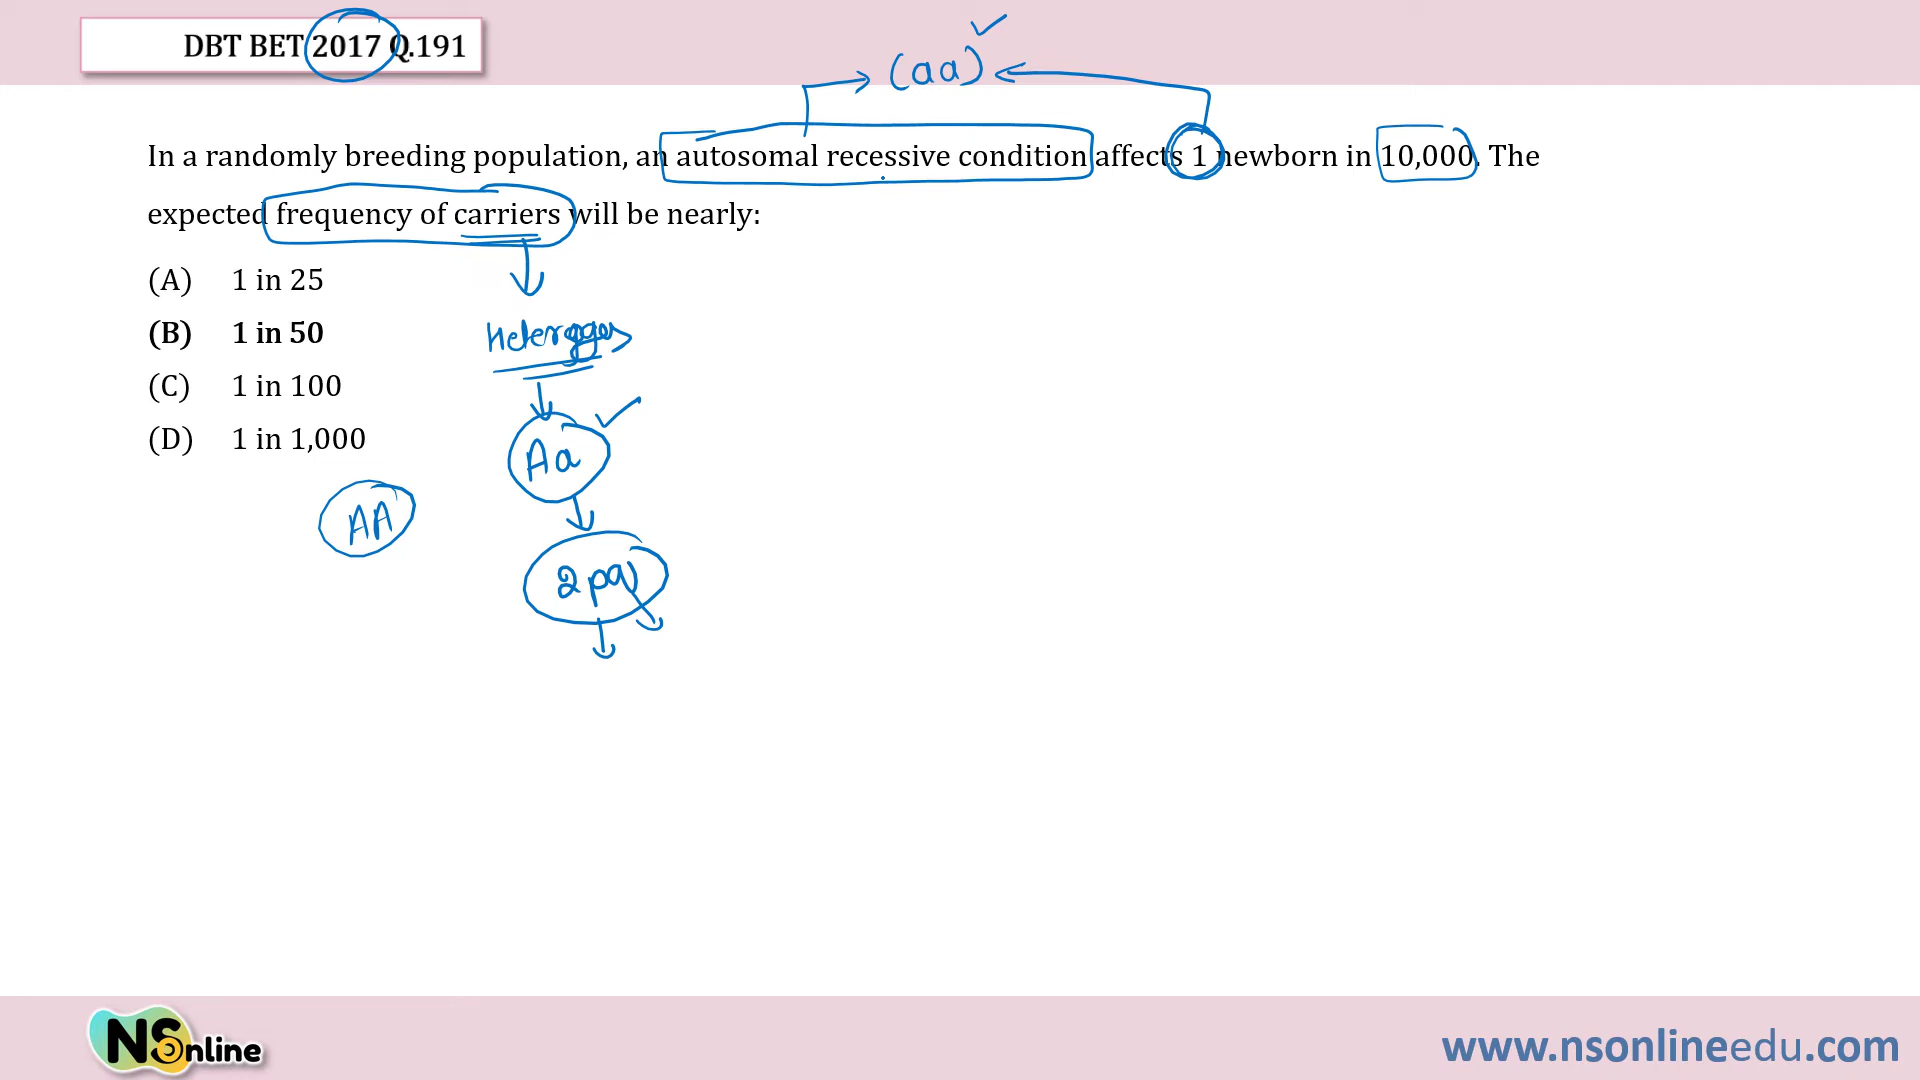 DBT BET 2017 Q.191
(aa)
In a randomly breeding population, an autosomal recessive condition affects 1 newborn in 10,000. The
expected frequency of carriers will be nearly:
(A) 1 in 25
(B) 1 in 50
(C) 1 in 100
(D) 1 in 1,000
Aa
AA
2pq
NS Online
www.nsonlineedu.com